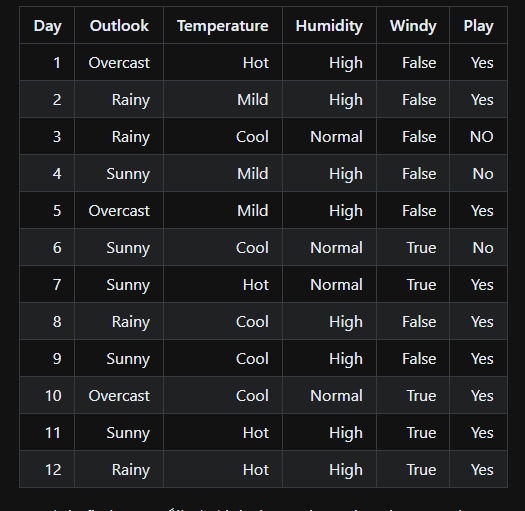 Day Outlook Temperature Humidity Windy Play
1 Overcast Hot High False Yes
2 Rainy Mild High False Yes
3 Rainy Cool Normal False NO
4 Sunny Mild High False No
5 Overcast Mild High False Yes
6 Sunny Cool Normal True No
7 Sunny Hot Normal True Yes
8 Rainy Cool High False Yes
9 Sunny Cool High False Yes
10 Overcast Cool Normal True Yes
11 Sunny Hot High True Yes
12 Rainy Hot High True Yes